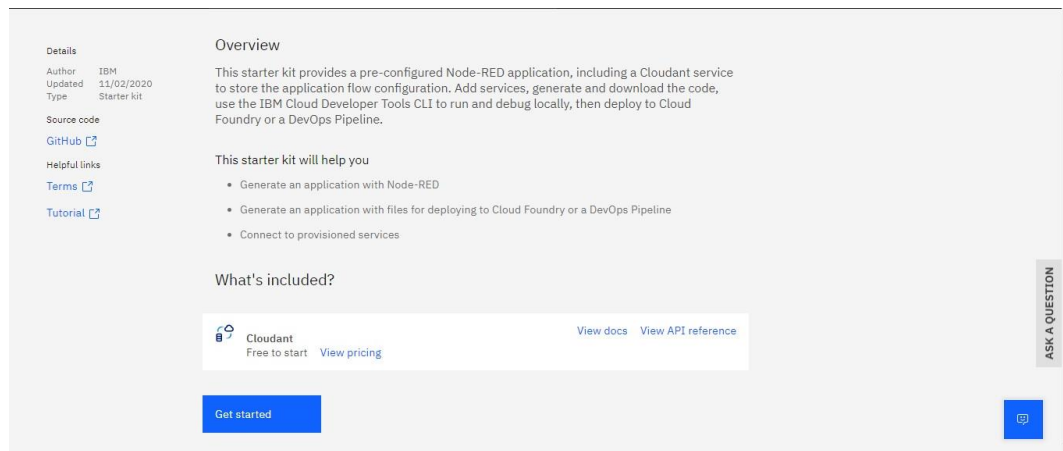 Details
Author IBM
Updated 11/02/2020
Type Starter kit
Source code
GitHub
Helpful links
Terms
Tutorial
Overview
This starter kit provides a pre-configured Node-RED application, including a Cloudant service
to store the application flow configuration. Add services, generate and download the code,
use the IBM Cloud Developer Tools CLI to run and debug locally, then deploy to Cloud
Foundry or a DevOps Pipeline.
This starter kit will help you
• Generate an application with Node-RED
• Generate an application with files for deploying to Cloud Foundry or a DevOps Pipeline
• Connect to provisioned services
What's included?
Cloudant
Free to start View pricing
View docs View API reference
Get started
ASK A QUESTION